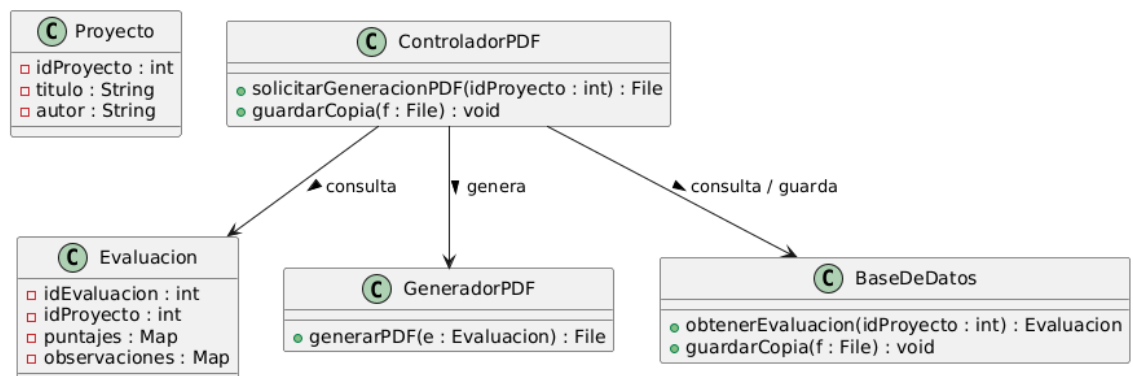 C Proyecto
idProyecto : int
titulo : String
autor : String
C ControladorPDF
solicitarGeneracionPDF(idProyecto : int) : File
guardarCopia(f : File) : void
consulta
genera
consulta / guarda
C Evaluacion
idEvaluacion : int
idProyecto : int
puntajes : Map
observaciones : Map
C GeneradorPDF
generarPDF(e : Evaluacion) : File
C BaseDeDatos
obtenerEvaluacion(idProyecto : int) : Evaluacion
guardarCopia(f : File) : void